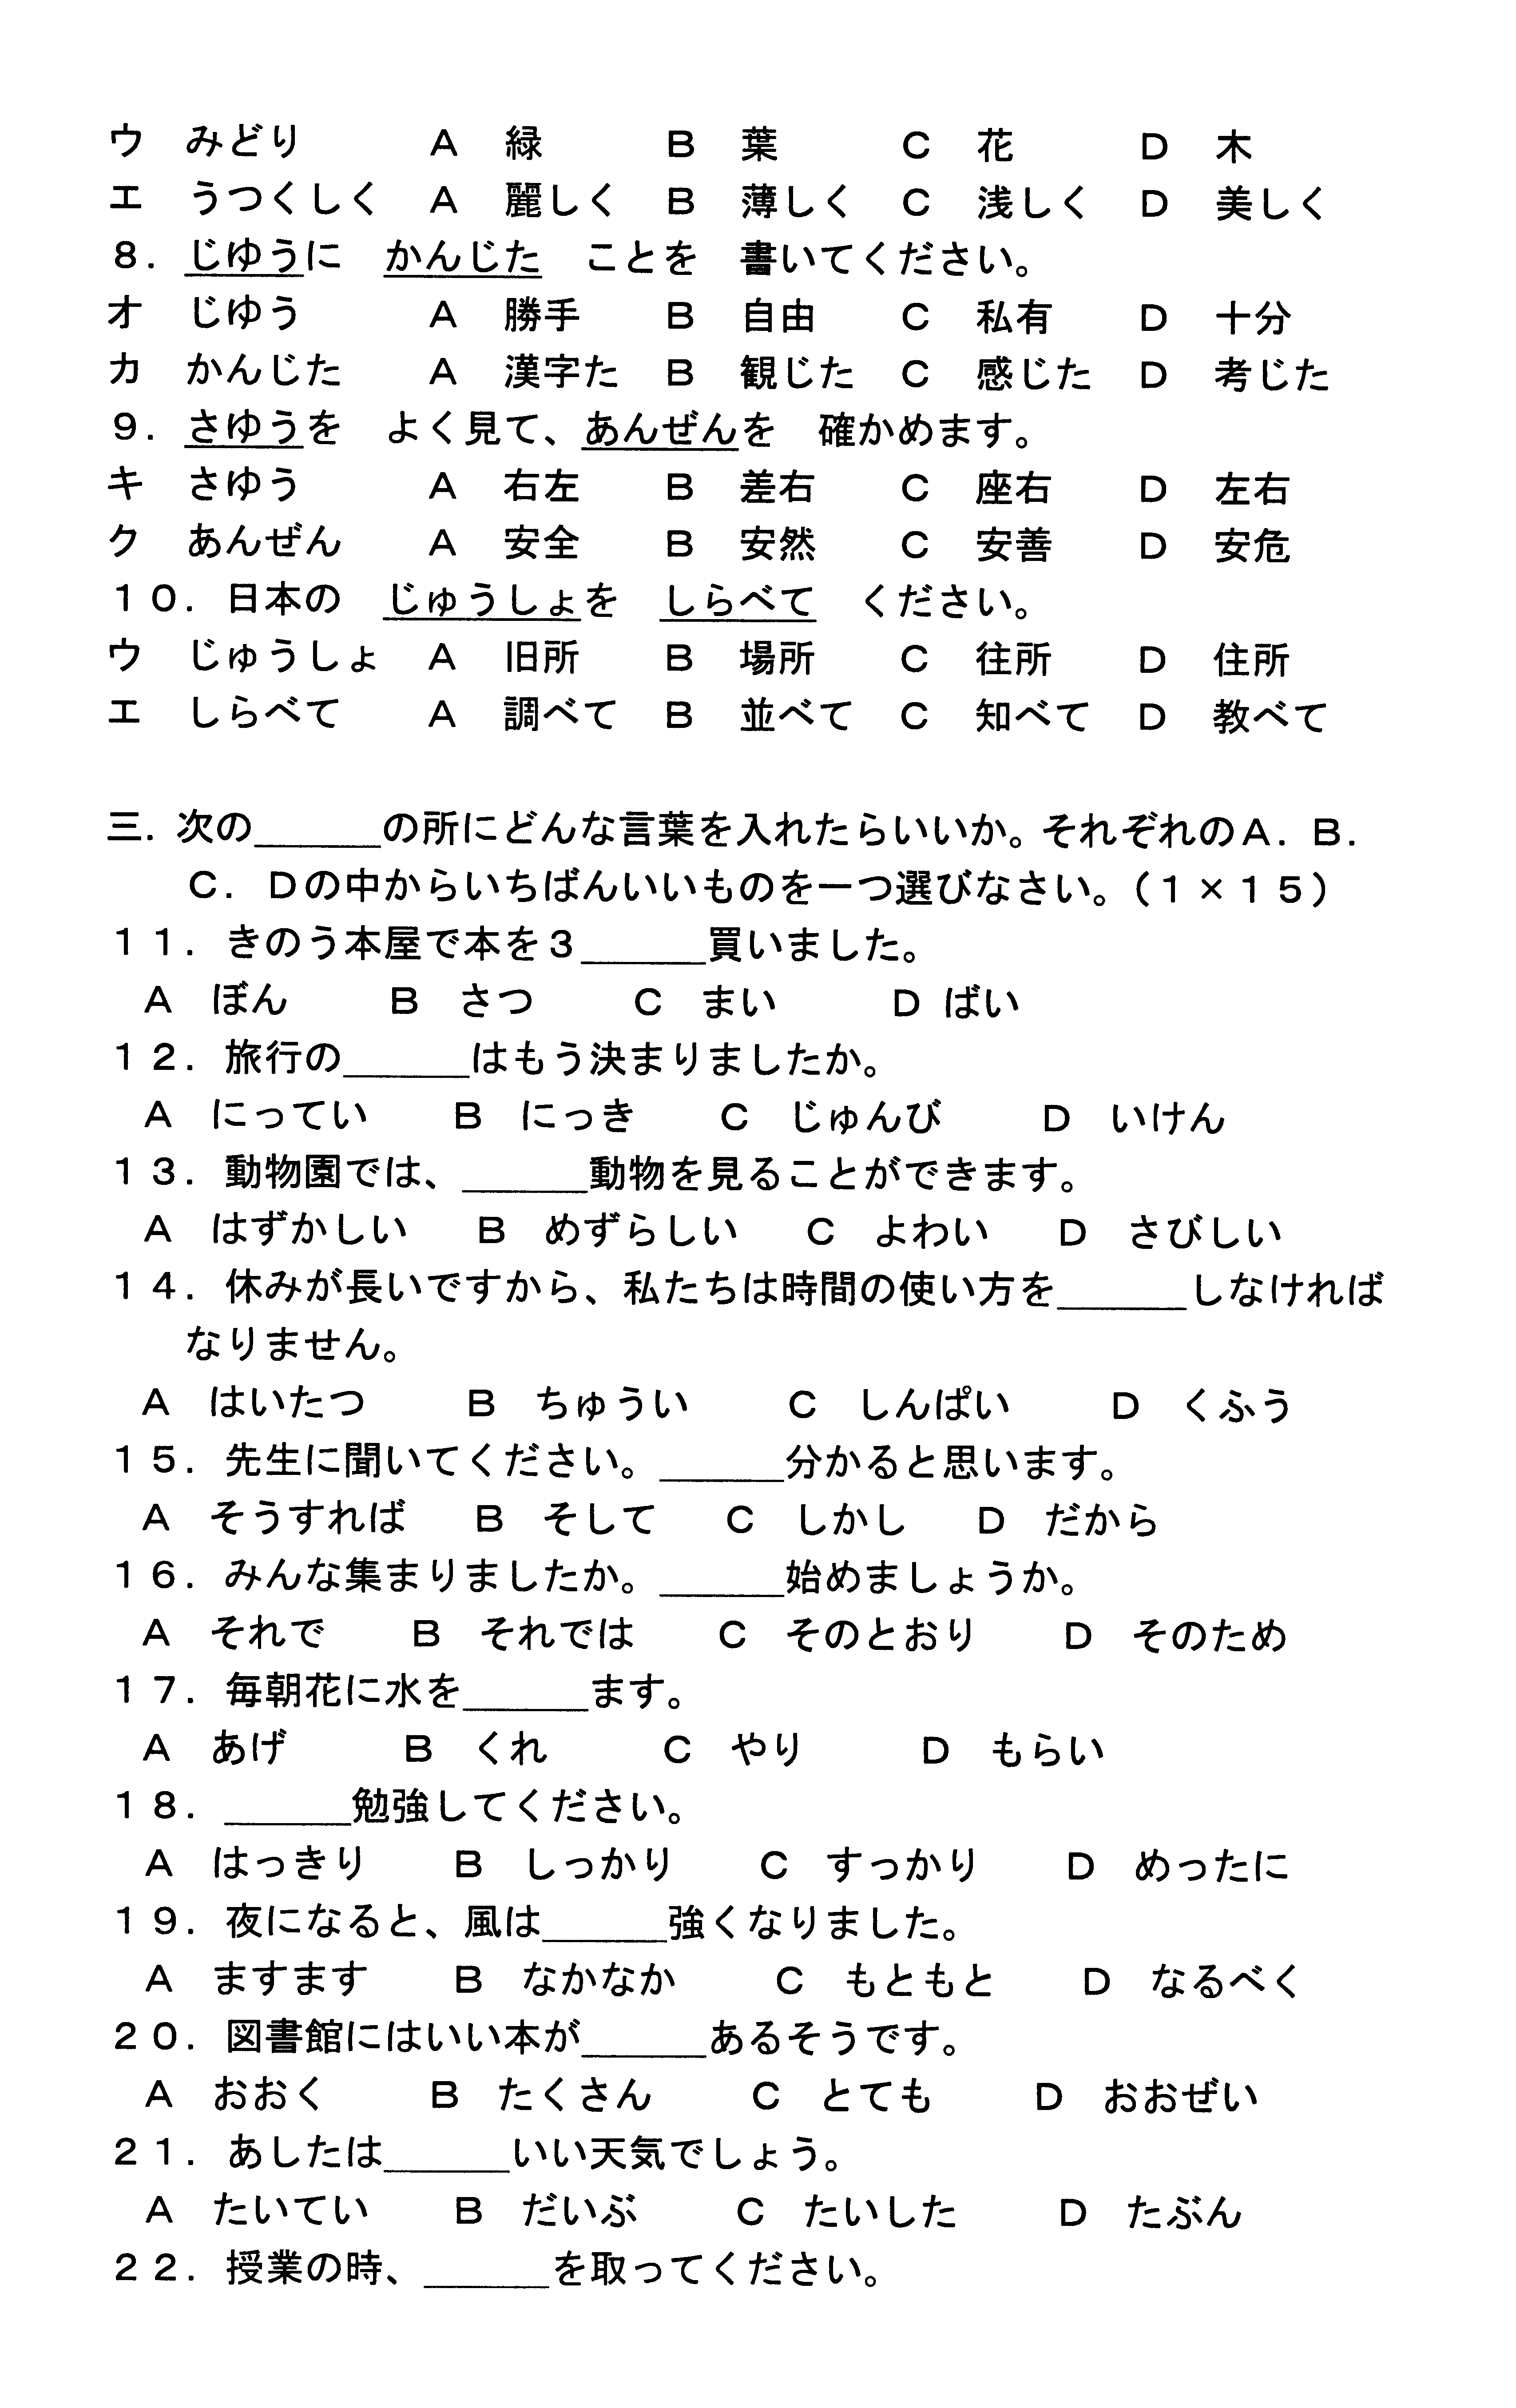 ウ　みどり　　　Ａ　緑　　　Ｂ　葉　　　Ｃ　花　　　Ｄ　木
エ　うつくしく　Ａ　麗しく　Ｂ　薄しく　Ｃ　浅しく　Ｄ　美しく
８．じゆうに　かんじた　ことを　書いてください。
オ　じゆう　　　Ａ　勝手　　Ｂ　自由　　Ｃ　私有　　Ｄ　十分
カ　かんじた　　Ａ　漢字た　Ｂ　観じた　Ｃ　感じた　Ｄ　考じた
９．さゆうを　よく見て、あんぜんを　確かめます。
キ　さゆう　　　Ａ　右左　　Ｂ　差右　　Ｃ　座右　　Ｄ　左右
ク　あんぜん　　Ａ　安全　　Ｂ　安然　　Ｃ　安善　　Ｄ　安危
１０．日本の　じゅうしょを　しらべて　ください。
ウ　じゅうしょ　Ａ　旧所　　Ｂ　場所　　Ｃ　往所　　Ｄ　住所
エ　しらべて　　Ａ　調べて　Ｂ　並べて　Ｃ　知べて　Ｄ　教べて
三．次の＿＿＿の所にどんな言葉を入れたらいいか。それぞれのＡ．Ｂ．
Ｃ．Ｄの中からいちばんいいものを一つ選びなさい。（１×１５）
１１．きのう本屋で本を３＿＿＿買いました。
Ａ　ぼん　　Ｂ　さつ　　Ｃ　まい　　Ｄ　ばい
１２．旅行の＿＿＿はもう決まりましたか。
Ａ　にってい　　Ｂ　にっき　　Ｃ　じゅんび　　Ｄ　いけん
１３．動物園では、＿＿＿動物を見ることができます。
Ａ　はずかしい　　Ｂ　めずらしい　　Ｃ　よわい　　Ｄ　さびしい
１４．休みが長いですから、私たちは時間の使い方を＿＿＿しなければ
なりません。
Ａ　はいたつ　　Ｂ　ちゅうい　　Ｃ　しんぱい　　Ｄ　くふう
１５．先生に聞いてください。＿＿＿分かると思います。
Ａ　そうすれば　　Ｂ　そして　　Ｃ　しかし　　Ｄ　だから
１６．みんな集まりましたか。＿＿＿始めましょうか。
Ａ　それで　　Ｂ　それでは　　Ｃ　そのとおり　　Ｄ　そのため
１７．毎朝花に水を＿＿＿ます。
Ａ　あげ　　Ｂ　くれ　　Ｃ　やり　　Ｄ　もらい
１８．＿＿＿勉強してください。
Ａ　はっきり　　Ｂ　しっかり　　Ｃ　すっかり　　Ｄ　めったに
１９．夜になると、風は＿＿＿強くなりました。
Ａ　ますます　　Ｂ　なかなか　　Ｃ　もともと　　Ｄ　なるべく
２０．図書館にはいい本が＿＿＿あるそうです。
Ａ　おおく　　Ｂ　たくさん　　Ｃ　とても　　Ｄ　おおぜい
２１．あしたは＿＿＿いい天気でしょう。
Ａ　たいてい　　Ｂ　だいぶ　　Ｃ　たいした　　Ｄ　たぶん
２２．授業の時、＿＿＿を取ってください。